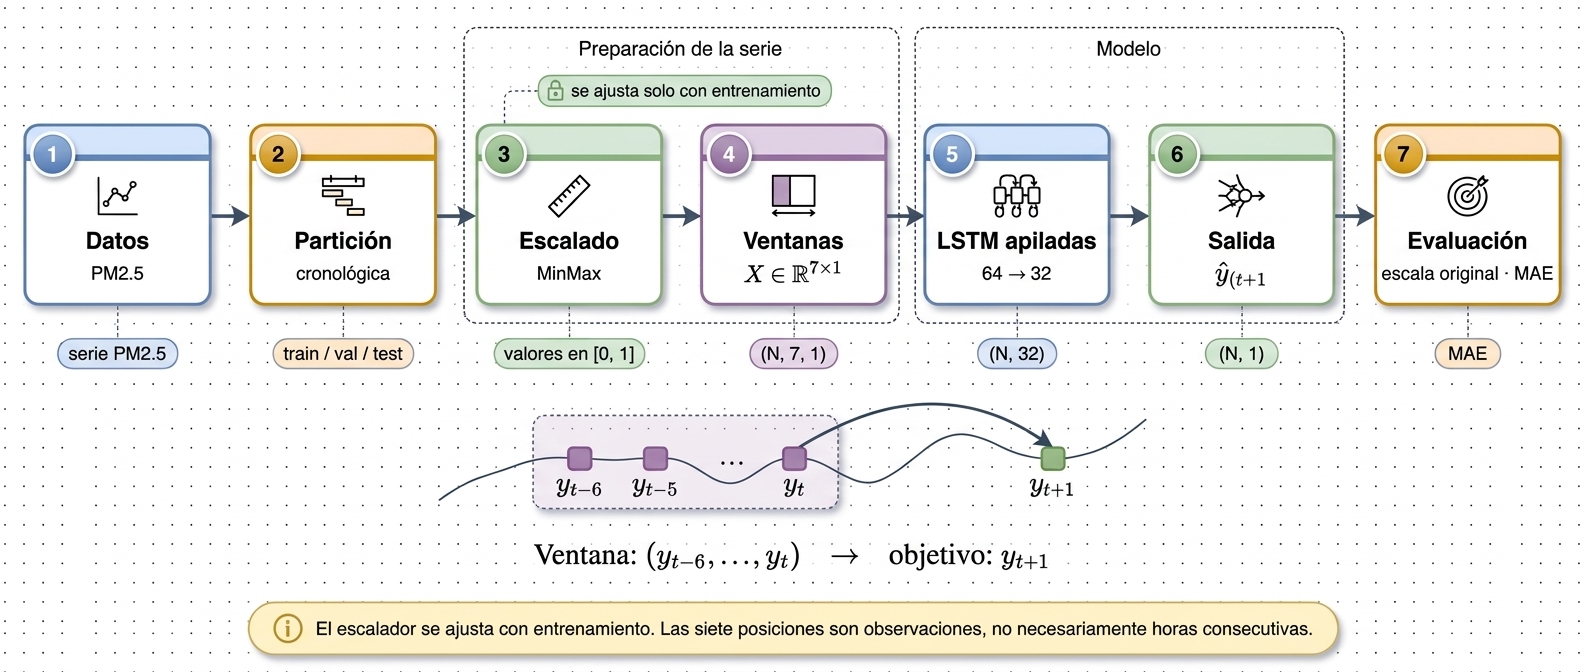 Preparación de la serie
Modelo
se ajusta solo con entrenamiento
1
Datos
PM2.5
serie PM2.5
2
Partición
cronológica
train / val / test
3
Escalado
MinMax
valores en [0, 1]
4
Ventanas
X ∈ ℝ^{7×1}
(N, 7, 1)
5
LSTM apiladas
64 → 32
(N, 32)
6
Salida
ŷ_{(t+1}
(N, 1)
7
Evaluación
escala original · MAE
MAE
y_{t−6} y_{t−5} ... y_t y_{t+1}
Ventana: (y_{t−6}, ..., y_t) → objetivo: y_{t+1}
El escalador se ajusta con entrenamiento. Las siete posiciones son observaciones, no necesariamente horas consecutivas.